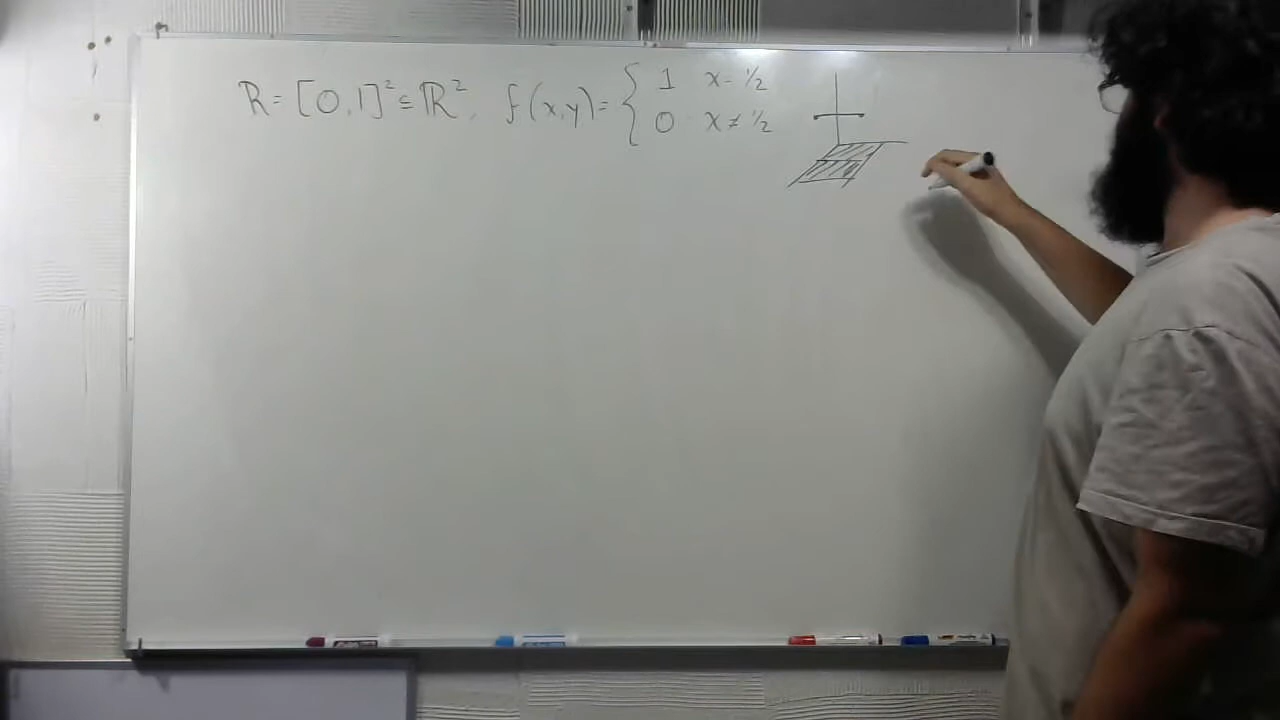 R = [0,1]² ⊆ ℝ², f(x,y) = { 1 x = ½
0 x ≠ ½